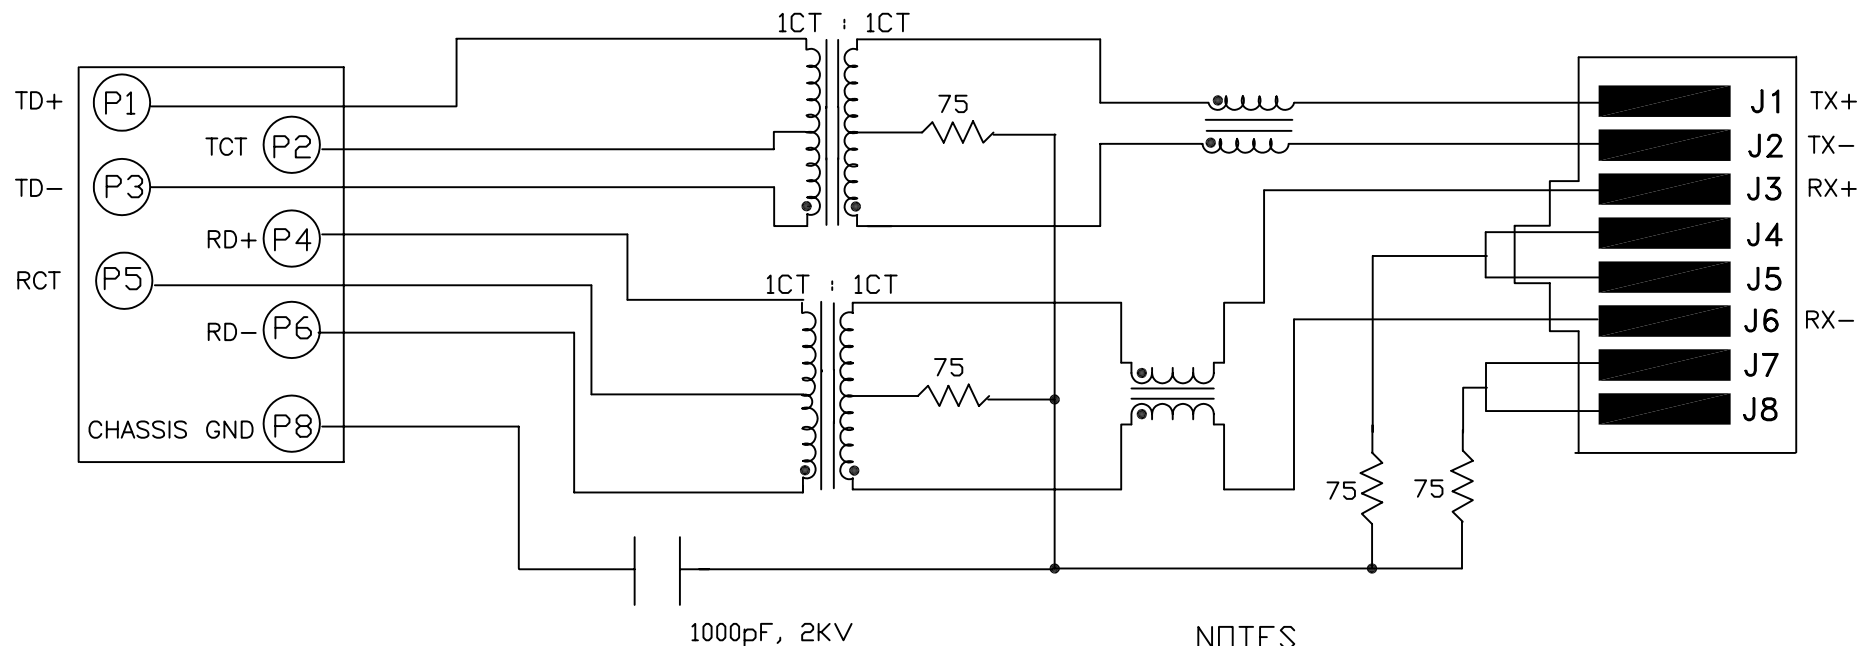 1CT : 1CT
TD+ P1 75 J1 TX+
TCT P2 J2 TX-
TD- P3 J3 RX+
RD+ P4 J4
RCT P5 1CT : 1CT J5
RD- P6 J6 RX-
75 J7
J8
CHASSIS GND P8
75 75
1000pF, 2KV NOTES